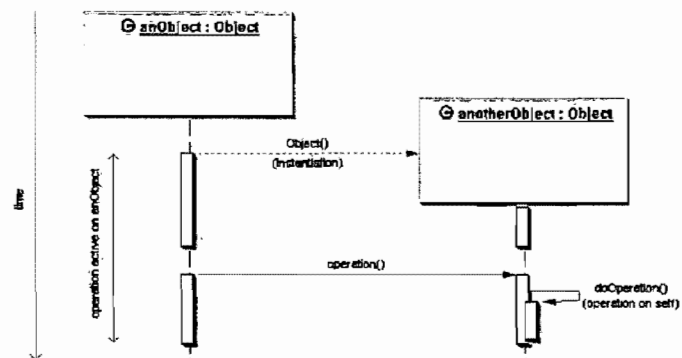 anObject : Object
anotherObject : Object
Object()
(instantiation)
time
operation active on anObject
operation()
doOperation()
(operation on self)